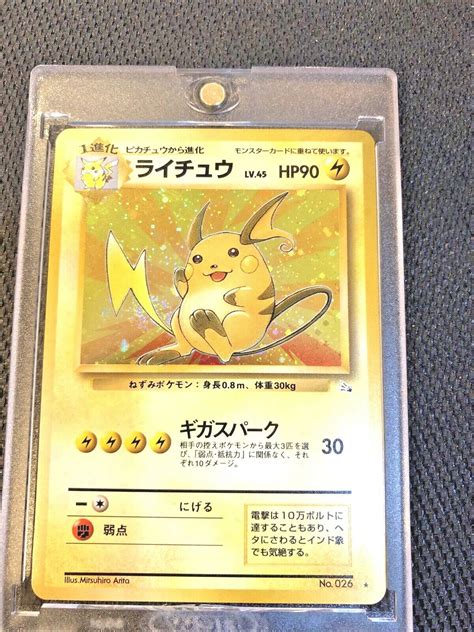 1進化 ピカチュウから進化 モンスターカードに重ねて使います。
ライチュウ LV.45 HP90
ねずみポケモン：身長0.8m、体重30kg
ギガスパーク 30
相手の控えポケモンから最大3匹を選
び、「弱点・抵抗力」に関係なく、それ
ぞれ10ダメージ。
にげる
弱点
電撃は10万ボルトに
達することもあり、ヘ
タにさわるとインド象
でも気絶する。
Illus.Mitsuhiro Arita
No. 026